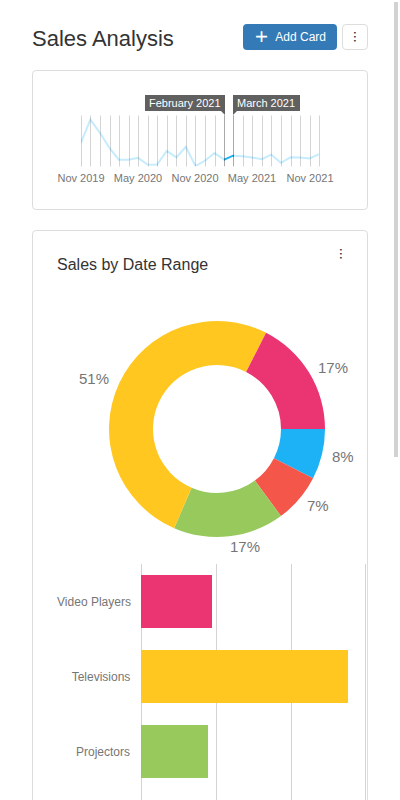 Sales Analysis
Add Card
February 2021
March 2021
Nov 2019
May 2020
Nov 2020
May 2021
Nov 2021
Sales by Date Range
51%
17%
8%
7%
17%
Video Players
Televisions
Projectors